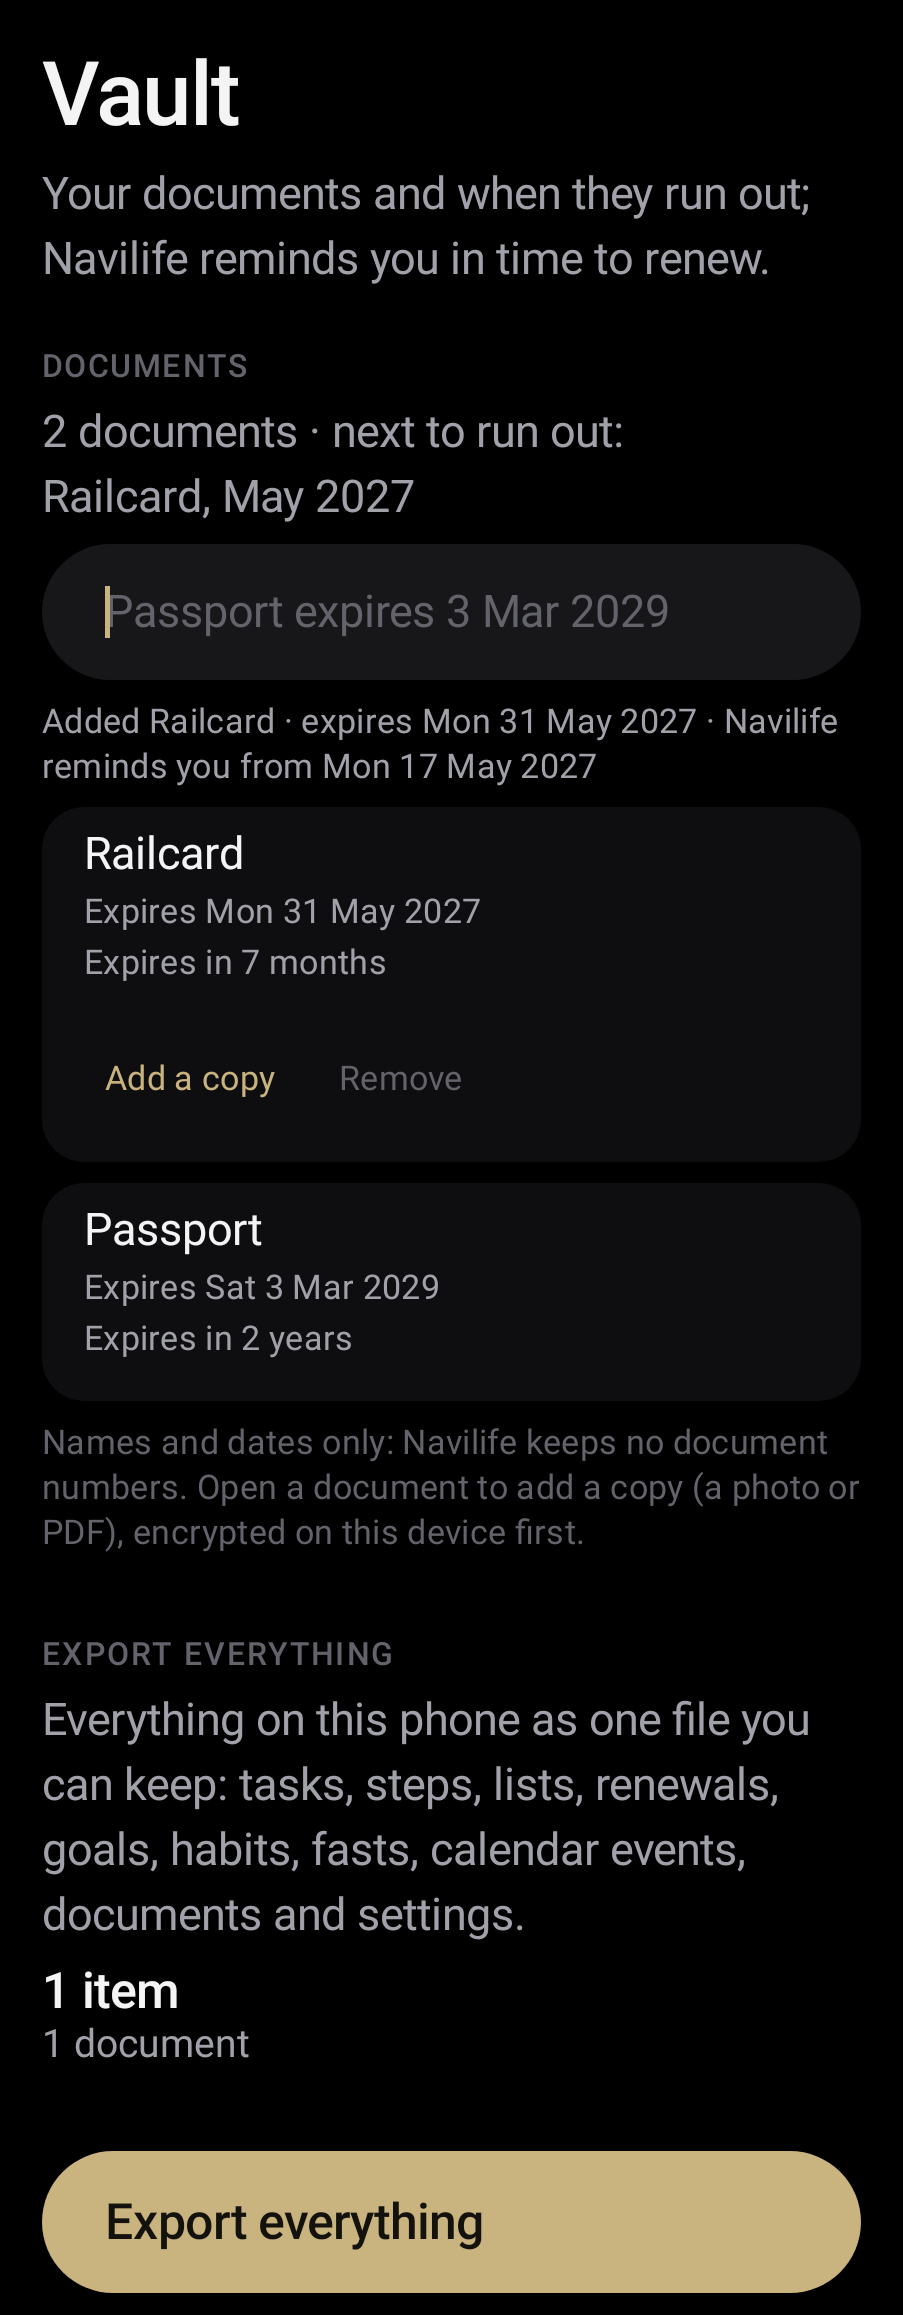 Vault
Your documents and when they run out;
Navilife reminds you in time to renew.
DOCUMENTS
2 documents · next to run out:
Railcard, May 2027
Passport expires 3 Mar 2029
Added Railcard · expires Mon 31 May 2027 · Navilife
reminds you from Mon 17 May 2027
Railcard
Expires Mon 31 May 2027
Expires in 7 months
Add a copy Remove
Passport
Expires Sat 3 Mar 2029
Expires in 2 years
Names and dates only: Navilife keeps no document
numbers. Open a document to add a copy (a photo or
PDF), encrypted on this device first.
EXPORT EVERYTHING
Everything on this phone as one file you
can keep: tasks, steps, lists, renewals,
goals, habits, fasts, calendar events,
documents and settings.
1 item
1 document
Export everything